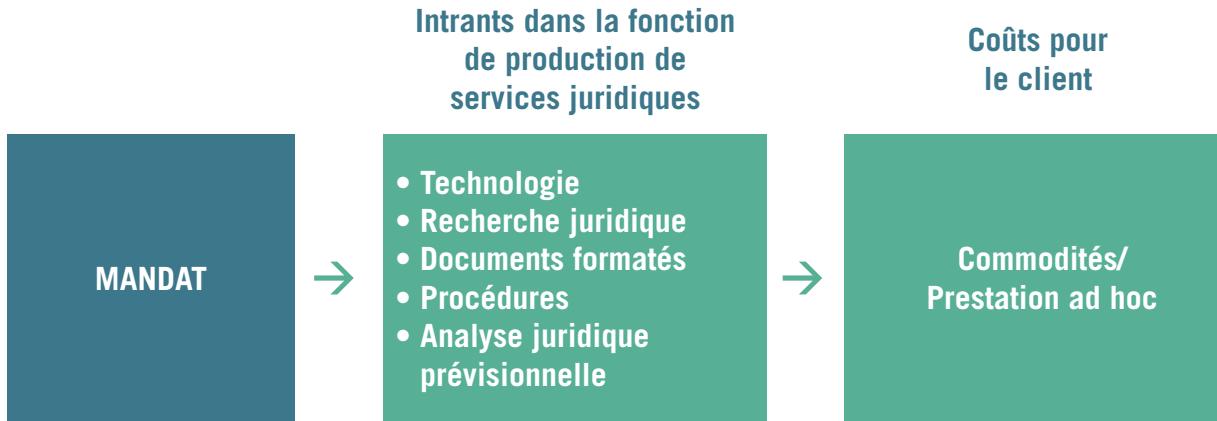 Intrants dans la fonction
de production de
services juridiques
Coûts pour
le client
MANDAT
→
• Technologie
• Recherche juridique
• Documents formatés
• Procédures
• Analyse juridique
prévisionnelle
→
Commodités/
Prestation ad hoc